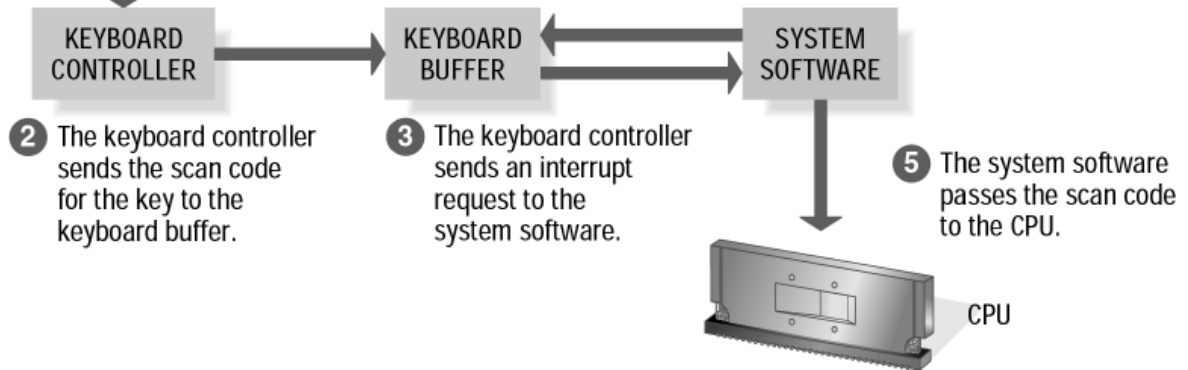 KEYBOARD
CONTROLLER
KEYBOARD
BUFFER
SYSTEM
SOFTWARE
2 The keyboard controller
sends the scan code
for the key to the
keyboard buffer.
3 The keyboard controller
sends an interrupt
request to the
system software.
5 The system software
passes the scan code
to the CPU.
CPU